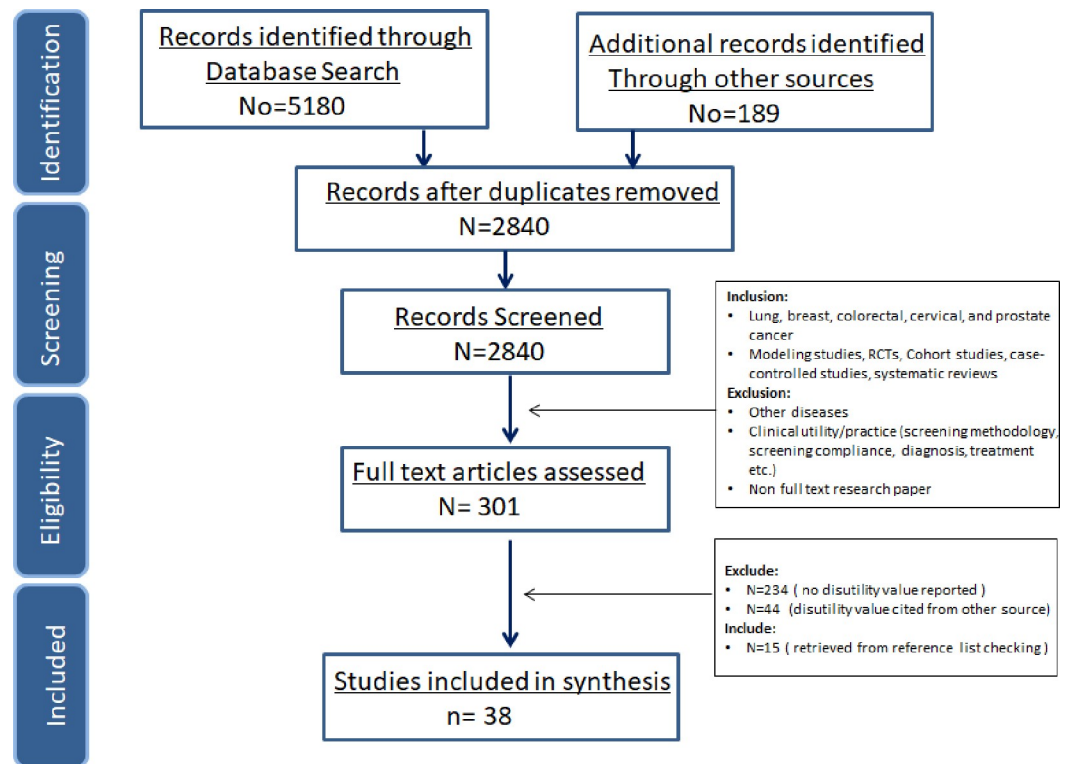 Identification
Records identified through
Database Search
No=5180
Additional records identified
Through other sources
No=189
Records after duplicates removed
N=2840
Screening
Records Screened
N=2840
Inclusion:
• Lung, breast, colorectal, cervical, and prostate
cancer
• Modeling studies, RCTs, Cohort studies, case-
controlled studies, systematic reviews
Exclusion:
• Other diseases
• Clinical utility/practice (screening methodology,
screening compliance, diagnosis, treatment
etc.)
• Non full text research paper
Eligibility
Full text articles assessed
N= 301
Exclude:
• N=234 ( no disutility value reported )
• N=44 (disutility value cited from other source)
Include:
• N=15 ( retrieved from reference list checking )
Included
Studies included in synthesis
n= 38